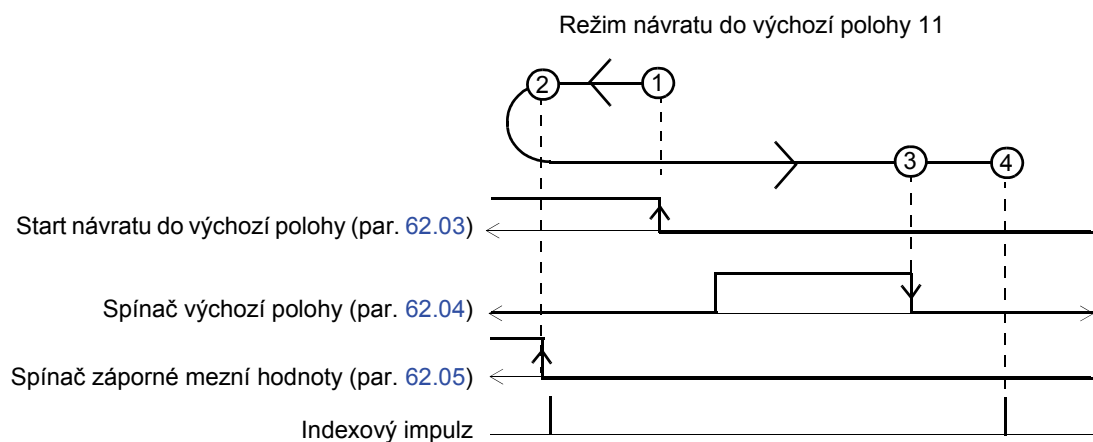 Režim návratu do výchozí polohy 11
2 1
3 4
Start návratu do výchozí polohy (par. 62.03)
Spínač výchozí polohy (par. 62.04)
Spínač záporné mezní hodnoty (par. 62.05)
Indexový impulz